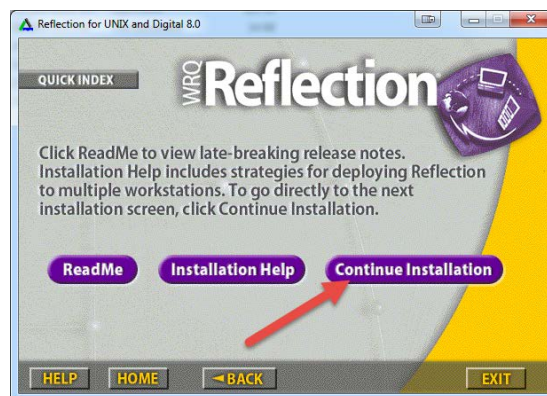 Reflection for UNIX and Digital 8.0
QUICK INDEX
WRQ
Reflection
Click ReadMe to view late-breaking release notes.
Installation Help includes strategies for deploying Reflection
to multiple workstations. To go directly to the next
installation screen, click Continue Installation.
ReadMe Installation Help Continue Installation
HELP HOME ◄BACK EXIT